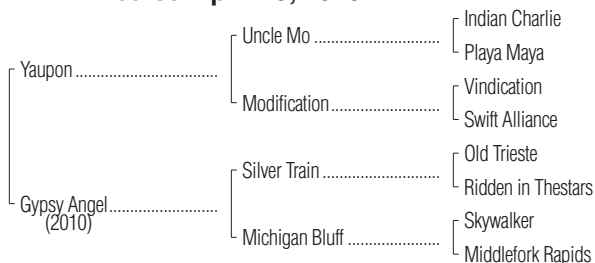 Indian Charlie
Uncle Mo
Playa Maya
Yaupon
Vindication
Modification
Swift Alliance
Old Trieste
Silver Train
Ridden in Thestars
Gypsy Angel
(2010)
Skywalker
Michigan Bluff
Middlefork Rapids